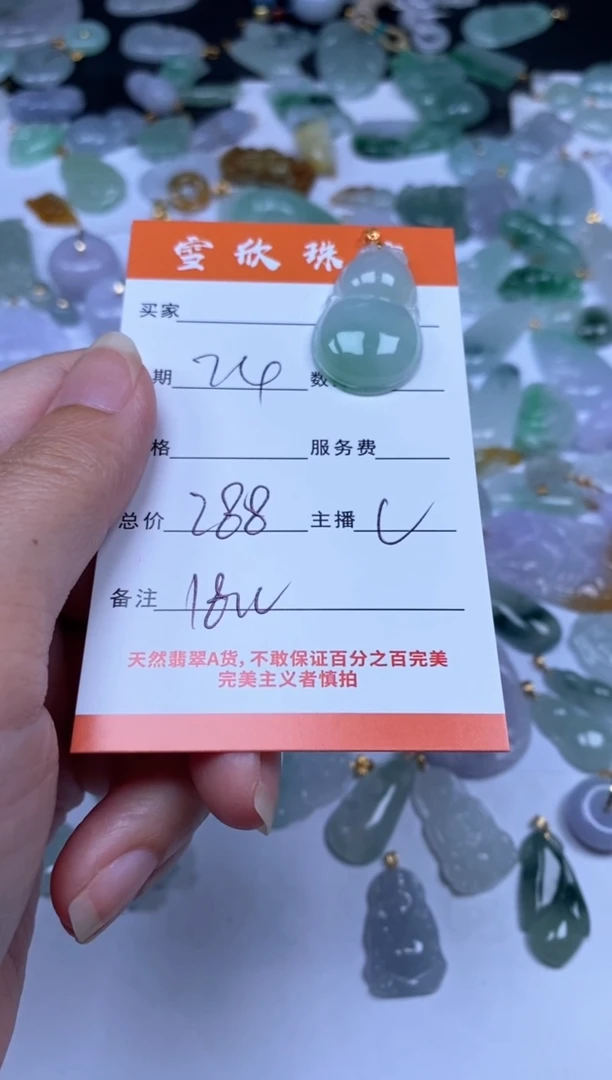 雪欣珠
买家
期 24 数
格 服务费
总价 288 主播
备注 18w
天然翡翠A货，不敢保证百分之百完美
完美主义者慎拍